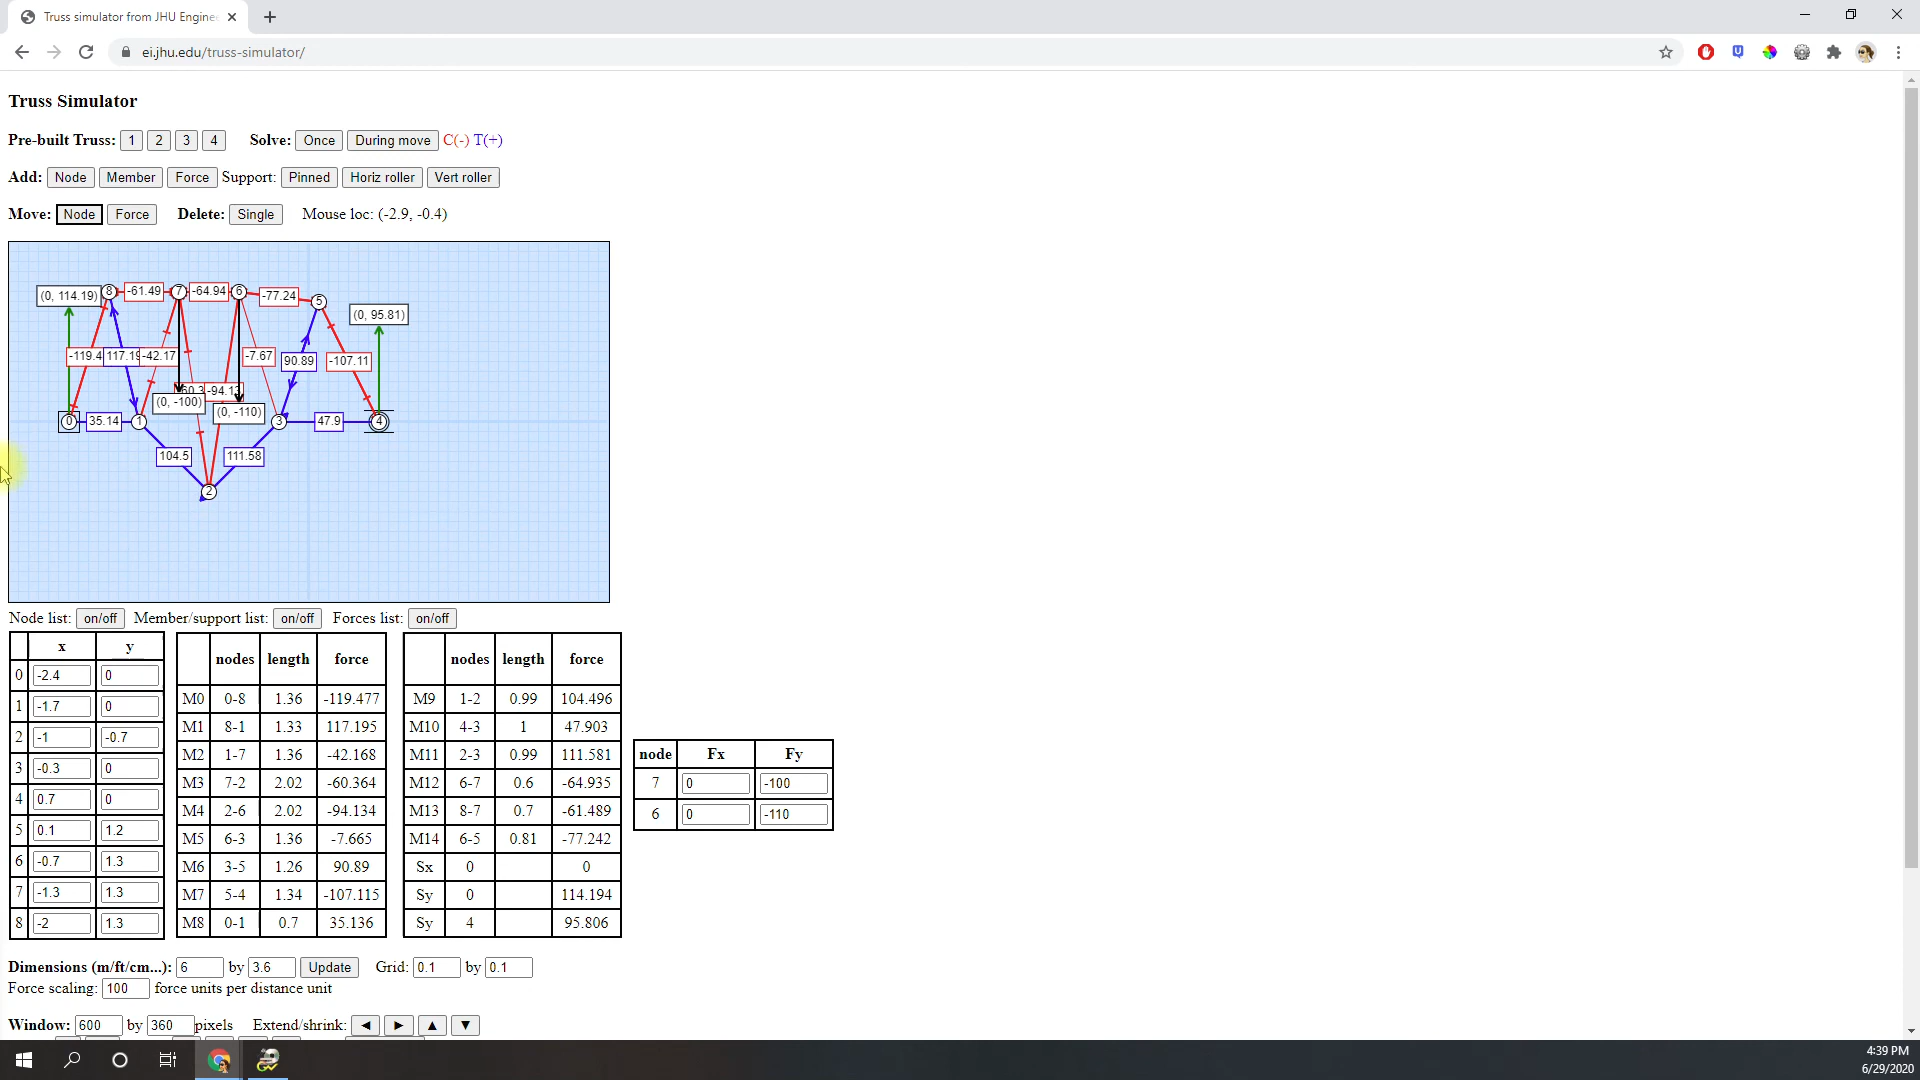 Truss simulator from JHU Engine
ei.jhu.edu/truss-simulator/
Truss Simulator
Pre-built Truss: 1 2 3 4 Solve: Once During move C(-) T(+)
Add: Node Member Force Support: Pinned Horiz roller Vert roller
Move: Node Force Delete: Single Mouse loc: (-2.9, -0.4)
(0, 114.19) 8 -61.49 7 -64.94 6 -77.24 5
(0, 95.81)
-119.4 117.19 -42.17 -7.67 90.89 -107.11
60.3 -94.13
(0, -100) (0, -110)
0 35.14 1 3 47.9 4
104.5 111.58
2
Node list: on/off Member/support list: on/off Forces list: on/off
x y
0 -2.4 0
1 -1.7 0
2 -1 -0.7
3 -0.3 0
4 0.7 0
5 0.1 1.2
6 -0.7 1.3
7 -1.3 1.3
8 -2 1.3
nodes length force
M0 0-8 1.36 -119.477
M1 8-1 1.33 117.195
M2 1-7 1.36 -42.168
M3 7-2 2.02 -60.364
M4 2-6 2.02 -94.134
M5 6-3 1.36 -7.665
M6 3-5 1.26 90.89
M7 5-4 1.34 -107.115
M8 0-1 0.7 35.136
nodes length force
M9 1-2 0.99 104.496
M10 4-3 1 47.903
M11 2-3 0.99 111.581
M12 6-7 0.6 -64.935
M13 8-7 0.7 -61.489
M14 6-5 0.81 -77.242
Sx 0 0
Sy 0 114.194
Sy 4 95.806
node Fx Fy
7 0 -100
6 0 -110
Dimensions (m/ft/cm...): 6 by 3.6 Update Grid: 0.1 by 0.1
Force scaling: 100 force units per distance unit
Window: 600 by 360 pixels Extend/shrink:
4:39 PM
6/29/2020